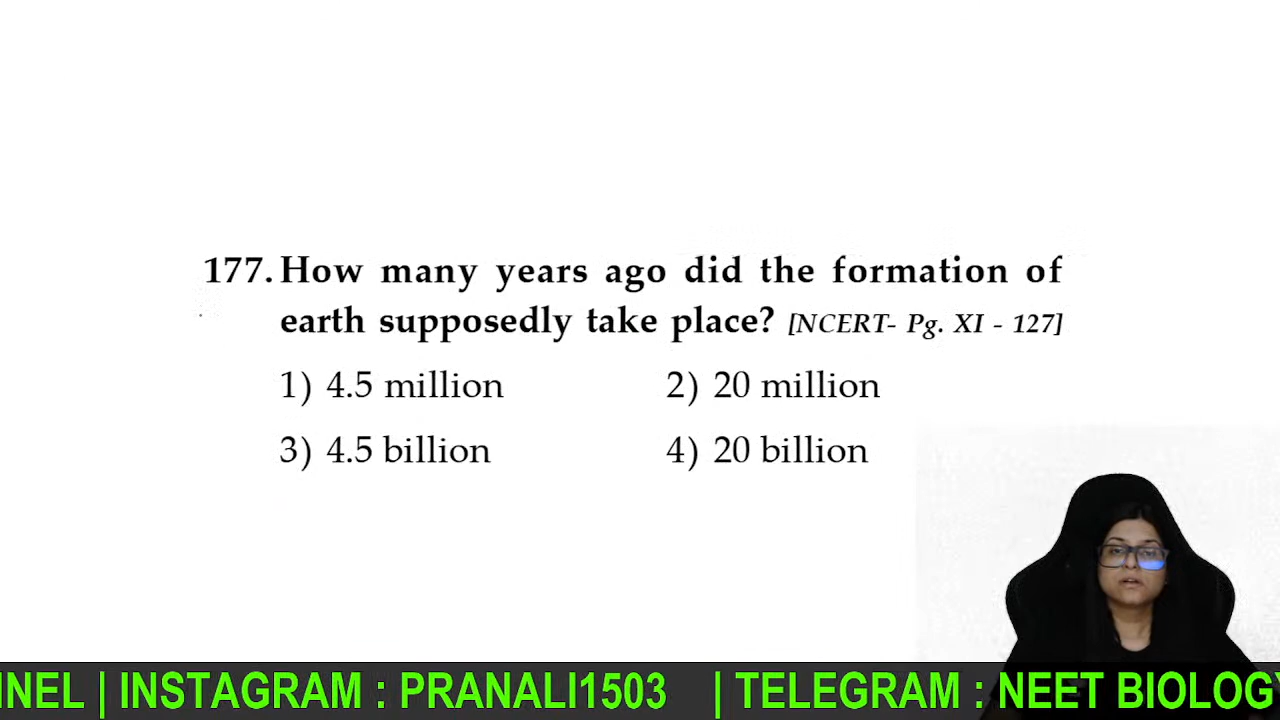 177. How many years ago did the formation of
earth supposedly take place? [NCERT- Pg. XI - 127]
1) 4.5 million 2) 20 million
3) 4.5 billion 4) 20 billion
NNEL | INSTAGRAM : PRANALI1503 | TELEGRAM : NEET BIOLOGY